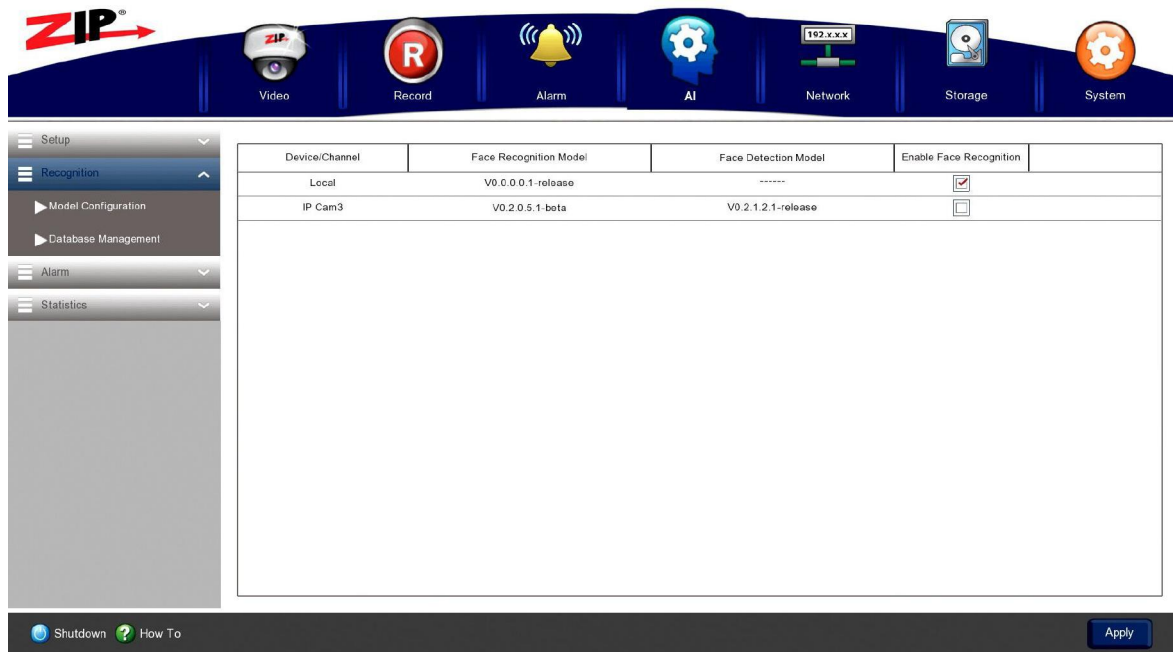 ZIP®
ZIP
R
192.x.x.x
Video Record Alarm AI Network Storage System
Setup
Recognition
Model Configuration
Database Management
Alarm
Statistics
Device/Channel Face Recognition Model Face Detection Model Enable Face Recognition
Local V0.0.0.0.1-release ------
IP Cam3 V0.2.0.5.1-beta V0.2.1.2.1-release
Shutdown ? How To Apply